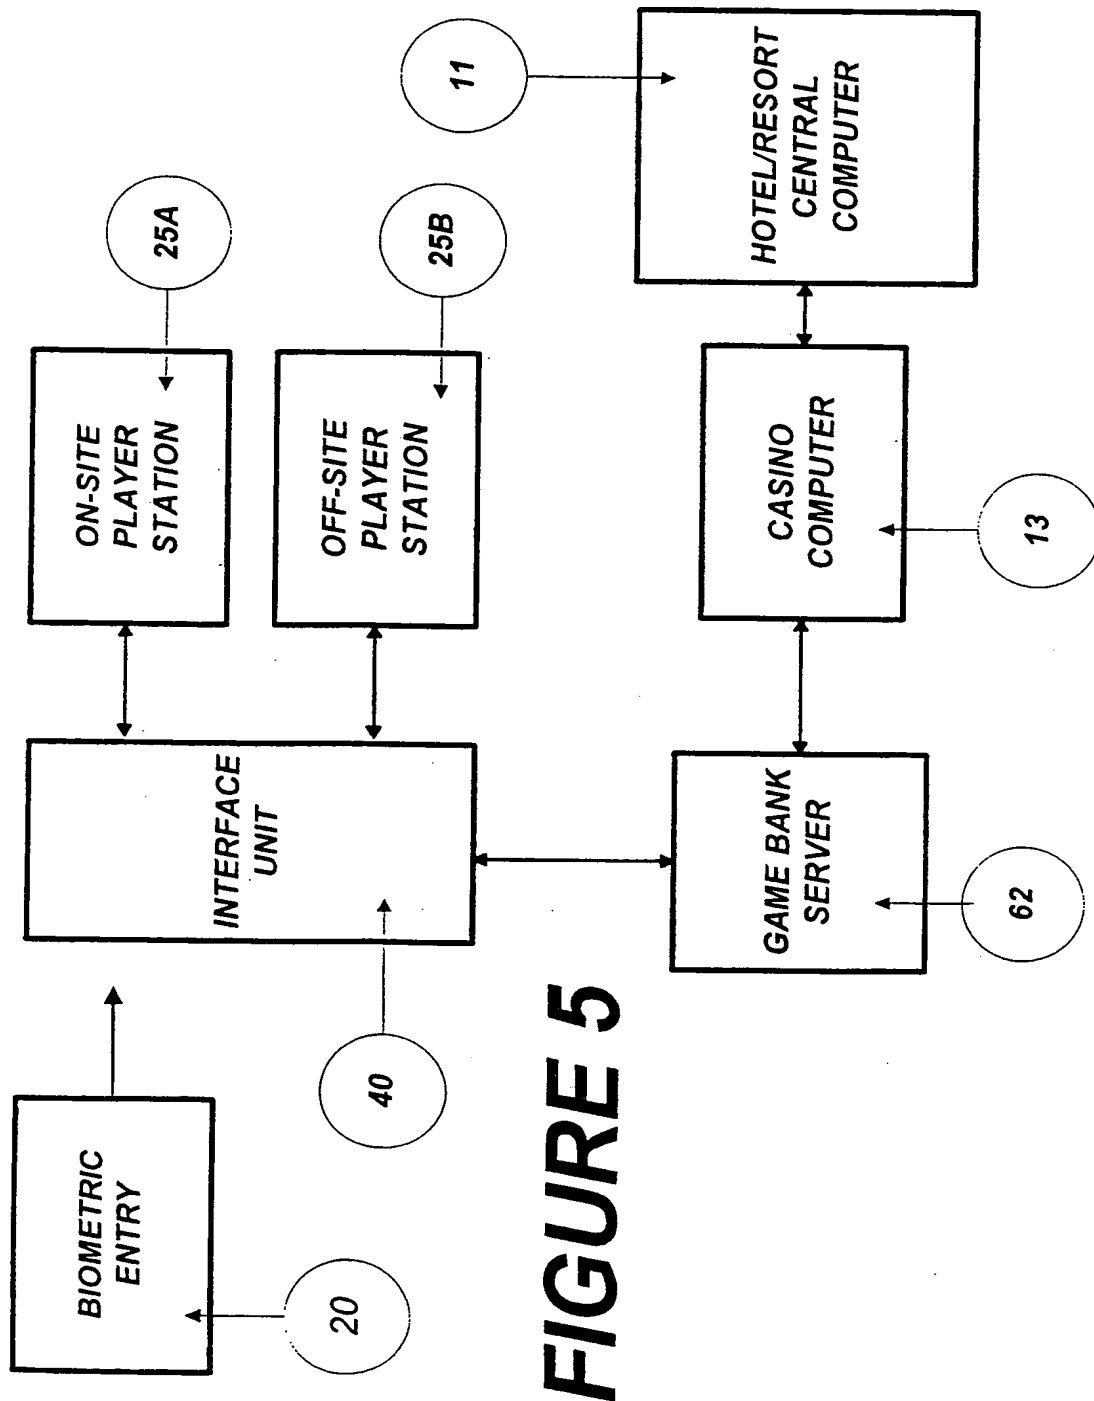 BIOMETRIC
ENTRY
20
INTERFACE
UNIT
40
ON-SITE
PLAYER
STATION
25A
OFF-SITE
PLAYER
STATION
25B
GAME BANK
SERVER
62
CASINO
COMPUTER
13
HOTEL/RESORT
CENTRAL
COMPUTER
11
FIGURE 5